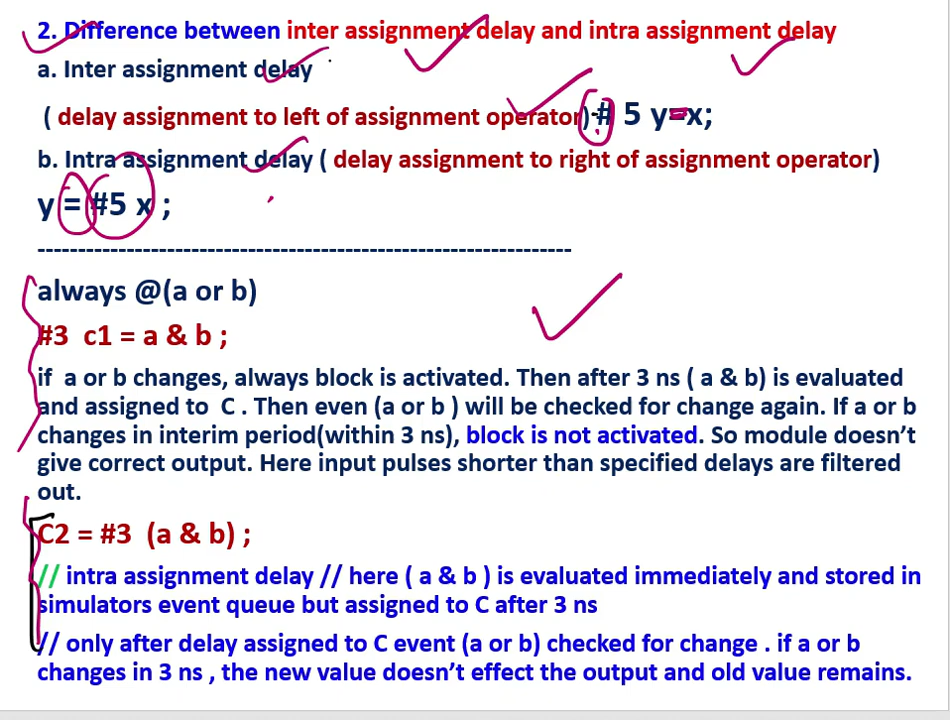 2. Difference between inter assignment delay and intra assignment delay
a. Inter assignment delay
( delay assignment to left of assignment operator) :# 5 y=x;
b. Intra assignment delay ( delay assignment to right of assignment operator)
y = #5 x ;
------------------------------------------------------------------
always @(a or b)
#3 c1 = a & b ;
if a or b changes, always block is activated. Then after 3 ns ( a & b) is evaluated
and assigned to C . Then even (a or b ) will be checked for change again. If a or b
changes in interim period(within 3 ns), block is not activated. So module doesn’t
give correct output. Here input pulses shorter than specified delays are filtered
out.
C2 = #3 (a & b) ;
// intra assignment delay // here ( a & b ) is evaluated immediately and stored in
simulators event queue but assigned to C after 3 ns
// only after delay assigned to C event (a or b) checked for change . if a or b
changes in 3 ns , the new value doesn’t effect the output and old value remains.